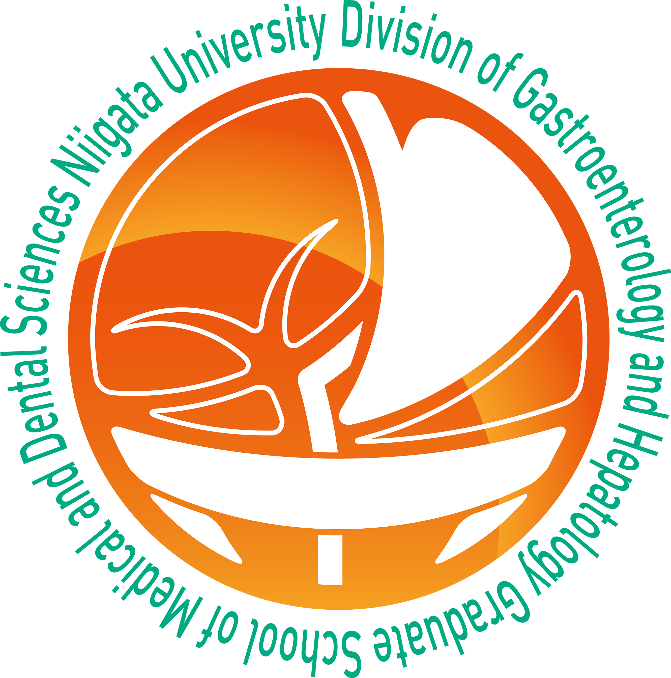 Niigata University Division of Gastroenterology and Hepatology Graduate School of Medical and Dental Sciences